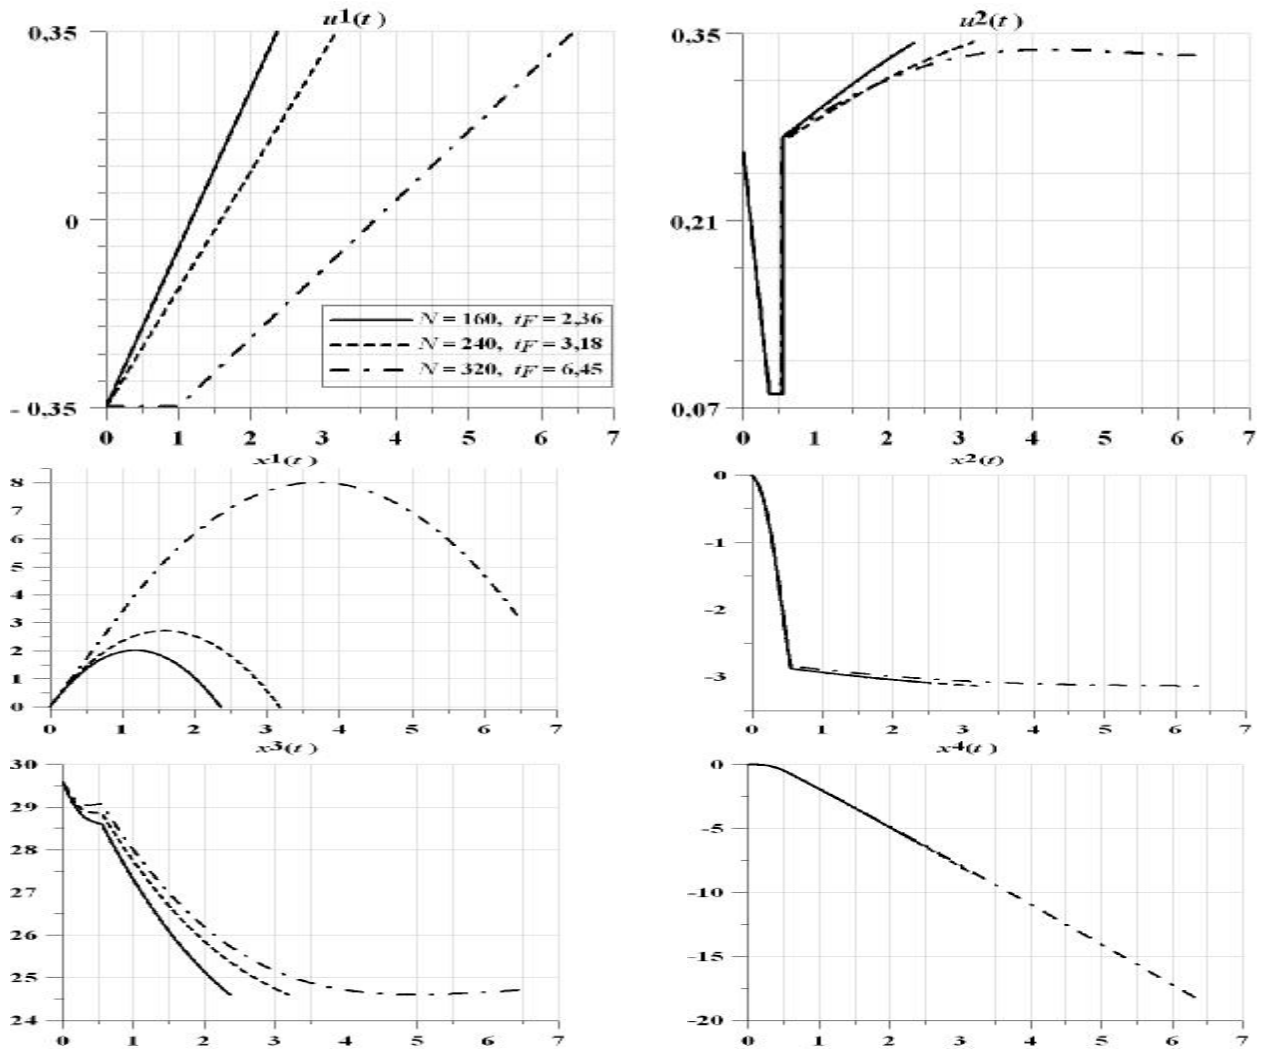 u1(t)
0,35
0
- 0,35
0 1 2 3 4 5 6 7
N = 160, tF = 2,36
N = 240, tF = 3,18
N = 320, tF = 6,45
u2(t)
0,35
0,21
0,07
0 1 2 3 4 5 6 7
x1(t)
8
7
6
5
4
3
2
1
0
0 1 2 3 4 5 6 7
x2(t)
0
-1
-2
-3
0 1 2 3 4 5 6 7
x3(t)
30
29
28
27
26
25
24
0 1 2 3 4 5 6 7
x4(t)
0
-5
-10
-15
-20
0 1 2 3 4 5 6 7